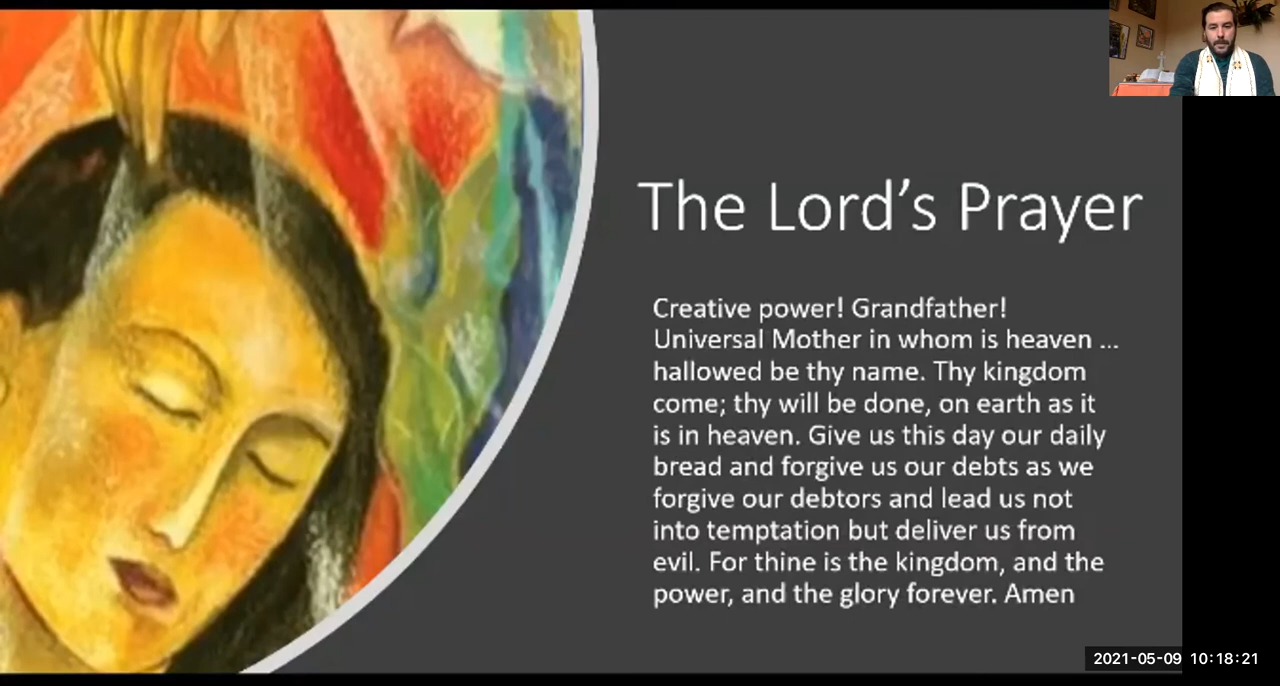 The Lord’s Prayer
Creative power! Grandfather!
Universal Mother in whom is heaven ...
hallowed be thy name. Thy kingdom
come; thy will be done, on earth as it
is in heaven. Give us this day our daily
bread and forgive us our debts as we
forgive our debtors and lead us not
into temptation but deliver us from
evil. For thine is the kingdom, and the
power, and the glory forever. Amen
2021-05-09 10:18:21